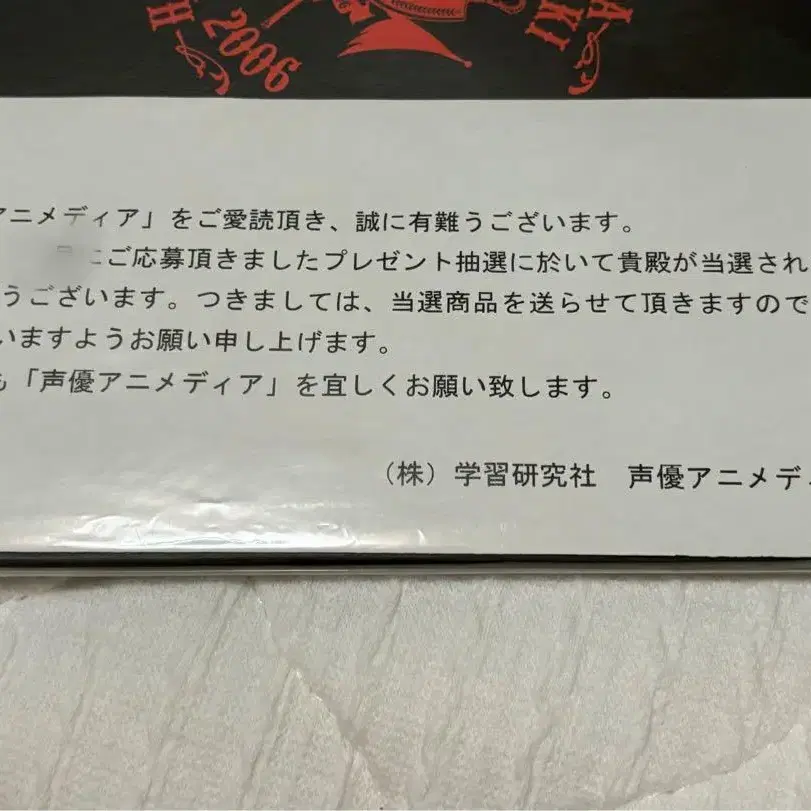 2006
KI
H
アニメディア」をご愛読頂き、誠に有難うございます。
にご応募頂きましたプレゼント抽選に於いて貴殿が当選され
うございます。つきましては、当選商品を送らせて頂きますので
いますようお願い申し上げます。
も「声優アニメディア」を宜しくお願い致します。
（株）学習研究社　声優アニメデ